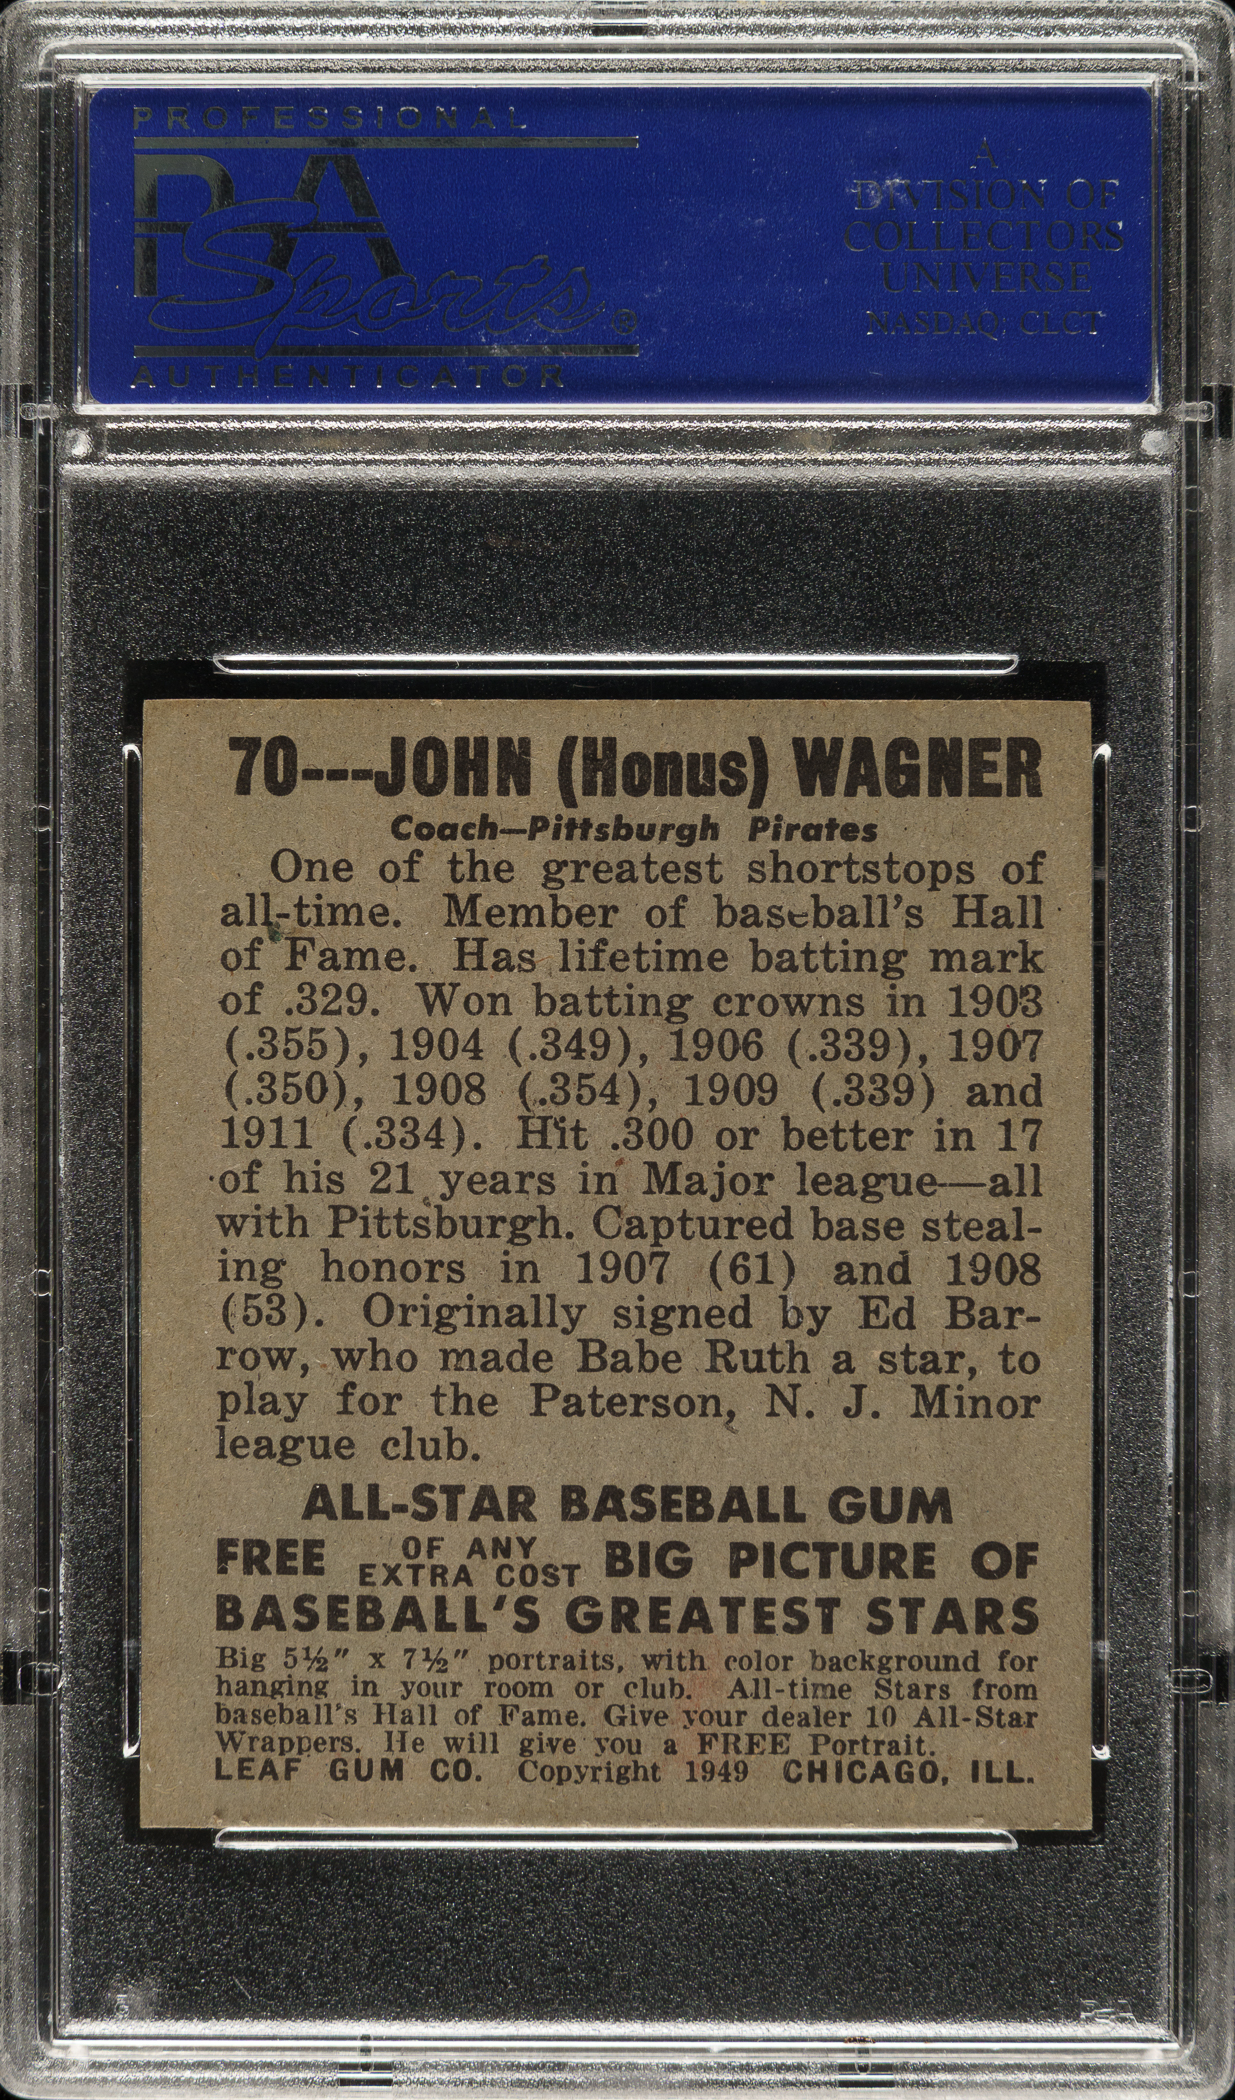 PROFESSIONAL
PSA
Sports®
AUTHENTICATOR
A
DIVISION OF
COLLECTORS
UNIVERSE
NASDAQ: CLCT
70---JOHN (Honus) WAGNER
Coach—Pittsburgh Pirates
One of the greatest shortstops of
all-time. Member of baseball's Hall
of Fame. Has lifetime batting mark
of .329. Won batting crowns in 1903
(.355), 1904 (.349), 1906 (.339), 1907
(.350), 1908 (.354), 1909 (.339) and
1911 (.334). Hit .300 or better in 17
of his 21 years in Major league—all
with Pittsburgh. Captured base steal-
ing honors in 1907 (61) and 1908
(53). Originally signed by Ed Bar-
row, who made Babe Ruth a star, to
play for the Paterson, N. J. Minor
league club.
ALL-STAR BASEBALL GUM
FREE OF ANY EXTRA COST BIG PICTURE OF
BASEBALL'S GREATEST STARS
Big 5½" x 7½" portraits, with color background for
hanging in your room or club. All-time Stars from
baseball's Hall of Fame. Give your dealer 10 All-Star
Wrappers. He will give you a FREE Portrait.
LEAF GUM CO. Copyright 1949 CHICAGO, ILL.
PSA